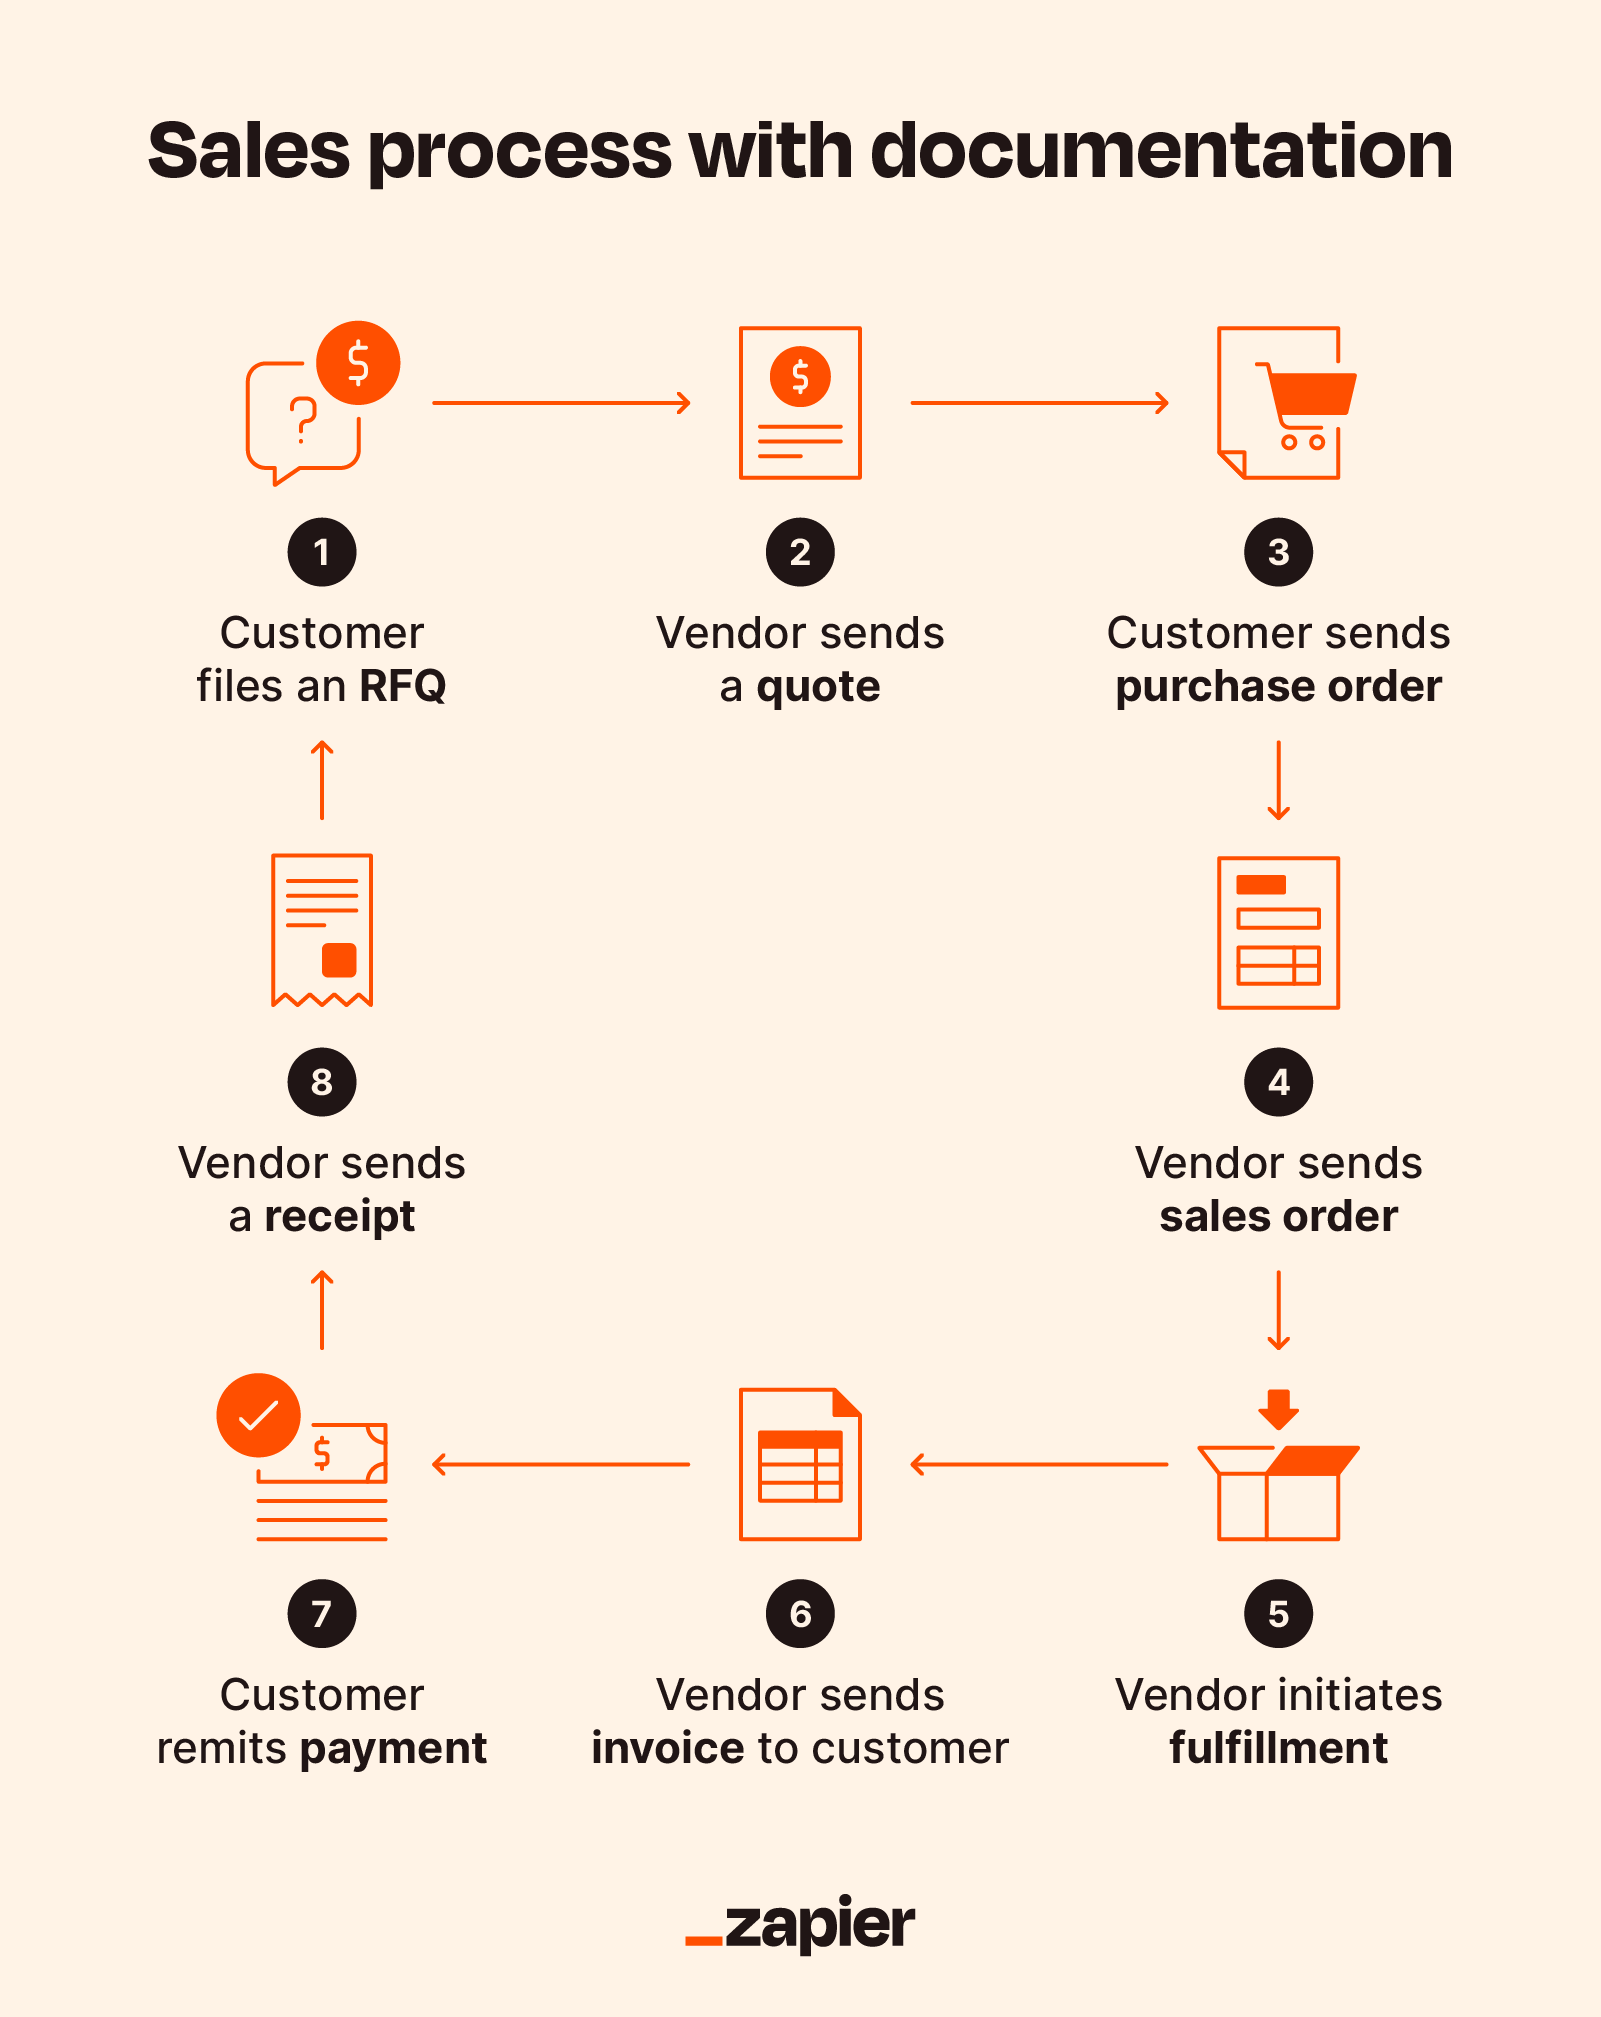 Sales process with documentation
$
?
$
1
Customer
files an RFQ
2
Vendor sends
a quote
3
Customer sends
purchase order
4
Vendor sends
sales order
5
Vendor initiates
fulfillment
6
Vendor sends
invoice to customer
$
7
Customer
remits payment
8
Vendor sends
a receipt
_zapier